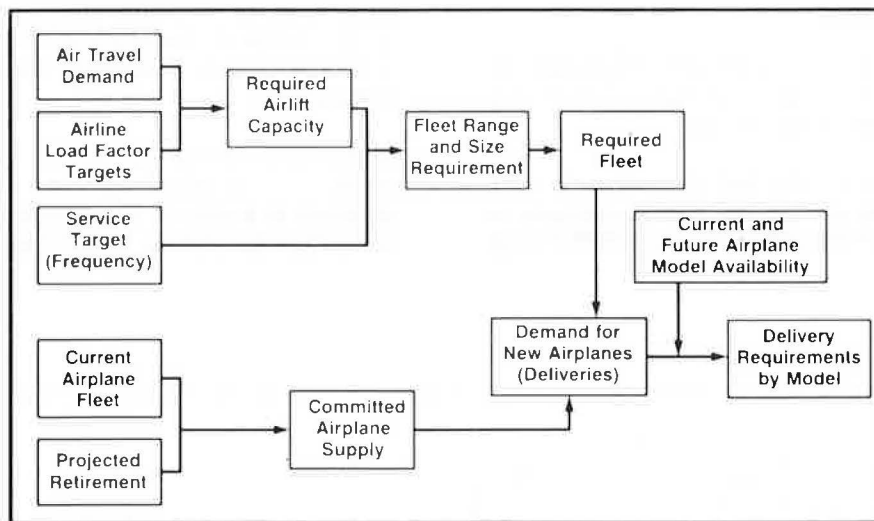 Air Travel
Demand
Airline
Load Factor
Targets
Service
Target
(Frequency)
Required
Airlift
Capacity
Fleet Range
and Size
Requirement
Required
Fleet
Current and
Future Airplane
Model Availability
Current
Airplane
Fleet
Projected
Retirement
Committed
Airplane
Supply
Demand for
New Airplanes
(Deliveries)
Delivery
Requirements
by Model